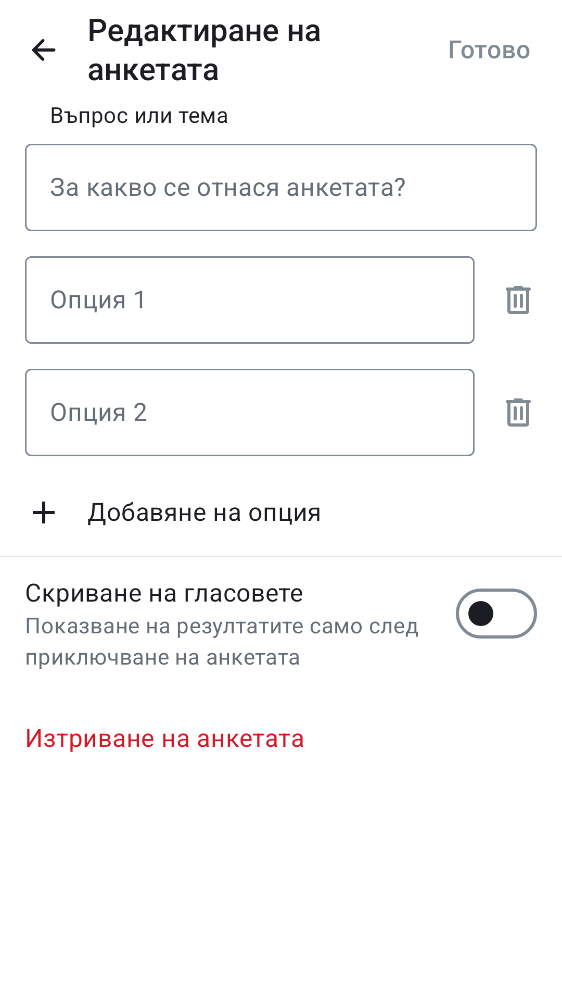 Редактиране на
анкетата
Готово
Въпрос или тема
За какво се отнася анкетата?
Опция 1
Опция 2
Добавяне на опция
Скриване на гласовете
Показване на резултатите само след
приключване на анкетата
Изтриване на анкетата